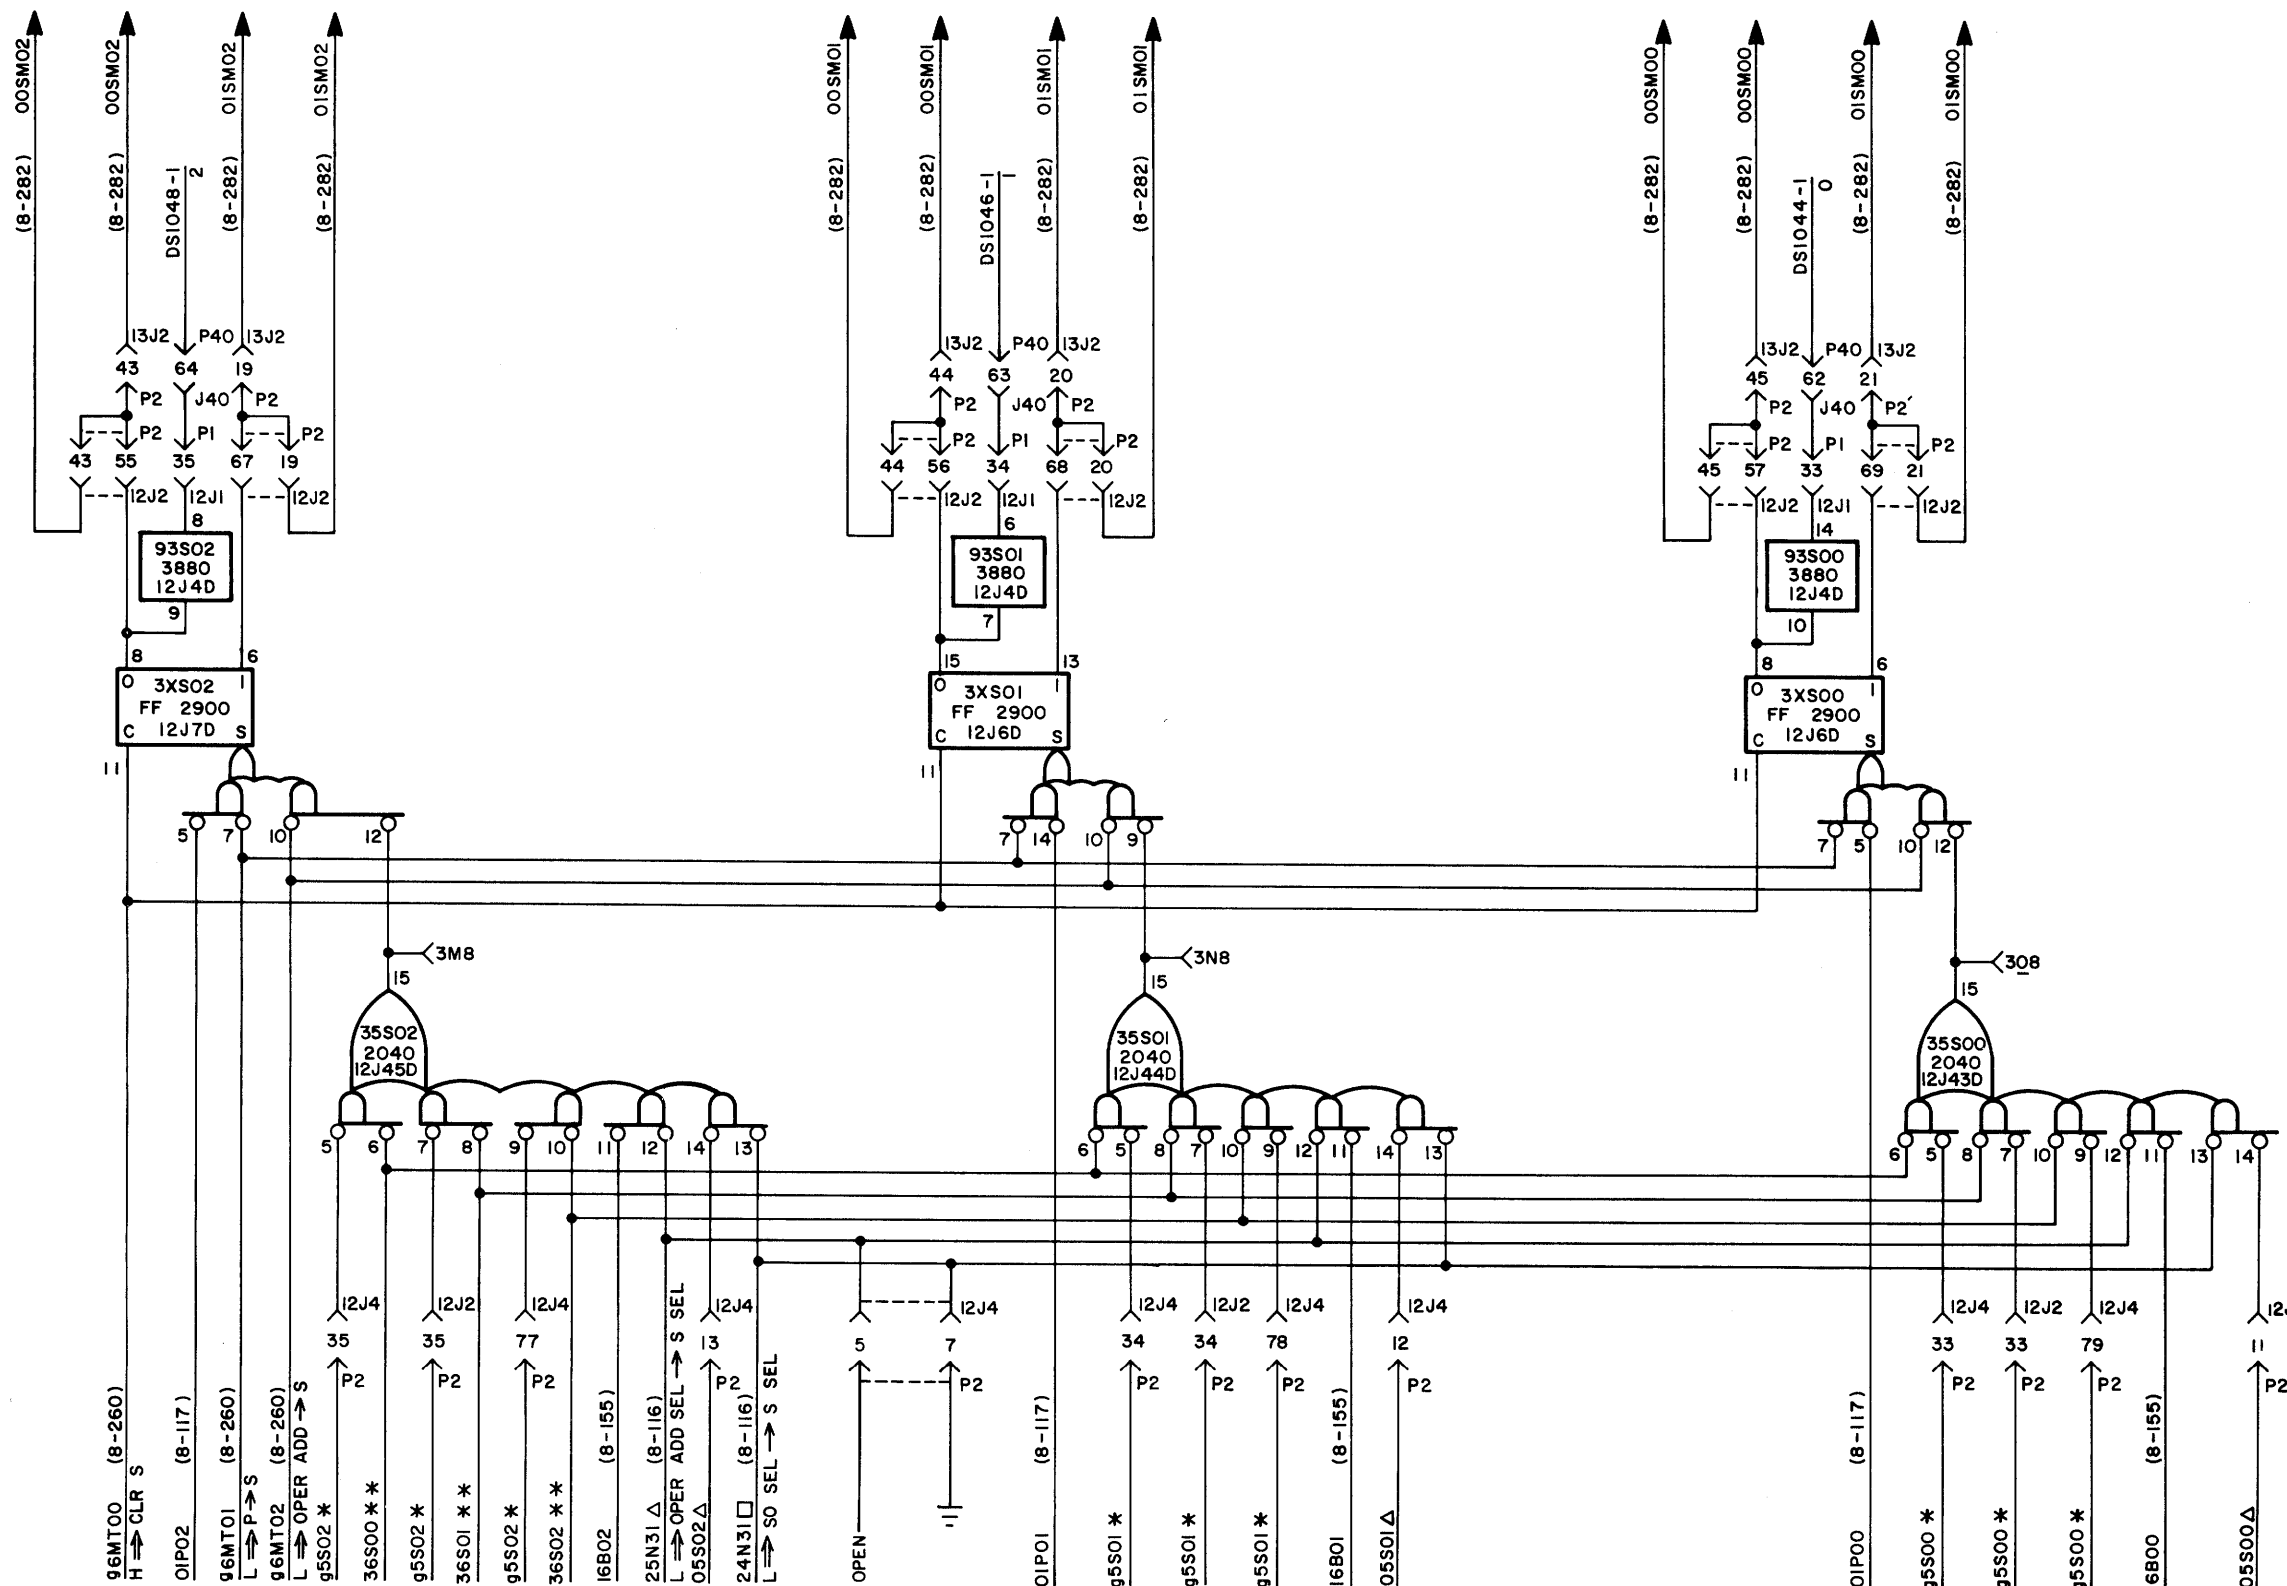 00SM02 00SM02 01SM02 01SM02 00SM01 00SM01 01SM01 01SM01 00SM00 00SM00 01SM00 01SM00
(8-282) (8-282) (8-282) (8-282) (8-282) (8-282) (8-282) (8-282) (8-282) (8-282) (8-282) (8-282)
DS1048-1 2 DS1046-1 1 DS1044-1 0
13J2 P40 13J2 13J2 P40 13J2 13J2 P40 13J2
43 64 19 44 63 20 45 62 21
P2 J40 P2 P2 J40 P2 P2 J40 P2
P2 P1 P2 P2 P1 P2 P2 P1 P2
43 55 35 67 19 44 56 34 68 20 45 57 33 69 21
12J2 12J1 12J2 12J2 12J1 12J2 12J2 12J1 12J2
8 6 14
93S02 93S01 93S00
3880 3880 3880
12J4D 12J4D 12J4D
9 7 10
8 6 15 13 8 6
0 1 0 1 0 1
3XS02 3XS01 3XS00
FF 2900 FF 2900 FF 2900
C 12J7D S C 12J6D S C 12J6D S
11 11 11
5 7 10 12 7 14 10 9 7 5 10 12
3M8 3N8 308
15 15 15
35S02 35S01 35S00
2040 2040 2040
12J45D 12J44D 12J43D
5 6 7 8 9 10 11 12 14 13 6 5 8 7 10 9 12 11 14 13 6 5 8 7 10 9 12 11 13 14
12J4 12J2 12J4 12J4 12J4 12J4 12J2 12J4 12J4 12J4 12J2 12J4
35 35 77 13 5 7 34 34 78 12 33 33 79 11
P2 P2 P2 P2 P2 P2 P2 P2 P2 P2 P2 P2 P2
g6MT00 (8-260)
H ⇒ CLR S
01P02 (8-117)
g6MT01 (8-260)
L ⇒ P → S
g6MT02 (8-260)
L ⇒ OPER ADD → S
g5S02 *
36S00 **
g5S02 *
36S01 **
g5S02 *
36S02 **
16B02 (8-155)
25N31 △ (8-116)
L ⇒ OPER ADD SEL → S SEL
05S02 △
24N31 □ (8-116)
L ⇒ S0 SEL → S SEL
OPEN
01P01 (8-117)
g5S01 *
g5S01 *
g5S01 *
16B01 (8-155)
05S01 △
01P00 (8-117)
g5S00 *
g5S00 *
g5S00 *
6B00 (8-155)
05S00 △